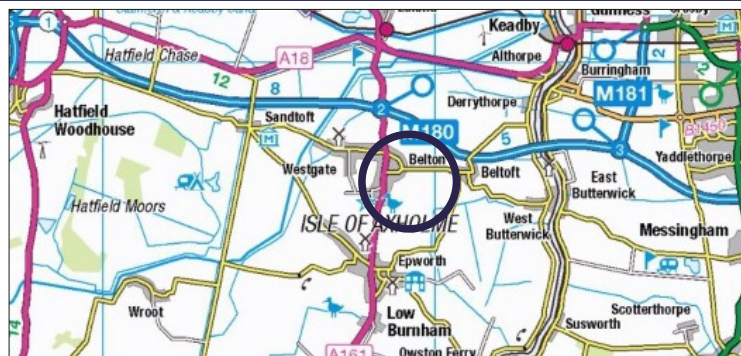 Keadby
1
Hatfield Chase
A18
Althorpe
12
8
Burringham
2
M181
Hatfield
Woodhouse
Sandtoft
2
Derrythorpe
M180
5
B1450
M
M
Westgate
Belton
3
Yaddlethorpe
Beltoft
East
Butterwick
Hatfield Moors
ISLE OF AXHOLME
West
Butterwick
Messingham
Epworth
Wroot
Low
Burnham
Scotterthorpe
Susworth
14
A161
Owston Ferry